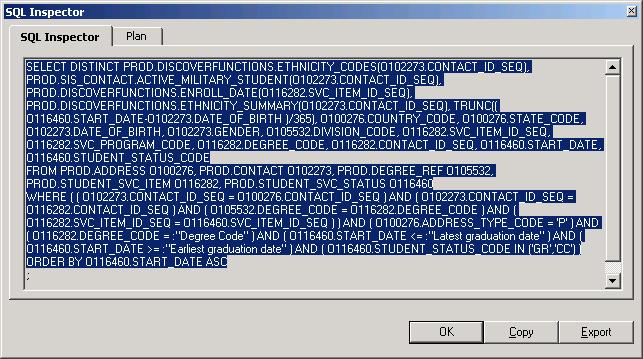 SQL Inspector
SQL Inspector Plan
SELECT DISTINCT PROD.DISCOVERFUNCTIONS.ETHNICITY_CODES(O102273.CONTACT_ID_SEQ),
PROD.SIS_CONTACT.ACTIVE_MILITARY_STUDENT(O102273.CONTACT_ID_SEQ),
PROD.DISCOVERFUNCTIONS.ENROLL_DATE(O116282.SVC_ITEM_ID_SEQ),
PROD.DISCOVERFUNCTIONS.ETHNICITY_SUMMARY(O102273.CONTACT_ID_SEQ), TRUNC((
O116460.START_DATE-O102273.DATE_OF_BIRTH )/365), O100276.COUNTRY_CODE, O100276.STATE_CODE,
O102273.DATE_OF_BIRTH, O102273.GENDER, O105532.DIVISION_CODE, O116282.SVC_ITEM_ID_SEQ,
O116282.SVC_PROGRAM_CODE, O116282.DEGREE_CODE, O116282.CONTACT_ID_SEQ, O116460.START_DATE,
O116460.STUDENT_STATUS_CODE
FROM PROD.ADDRESS O100276, PROD.CONTACT O102273, PROD.DEGREE_REF O105532,
PROD.STUDENT_SVC_ITEM O116282, PROD.STUDENT_SVC_STATUS O116460
WHERE ( ( O102273.CONTACT_ID_SEQ = O100276.CONTACT_ID_SEQ ) AND ( O102273.CONTACT_ID_SEQ =
O116282.CONTACT_ID_SEQ ) AND ( O105532.DEGREE_CODE = O116282.DEGREE_CODE ) AND (
O116282.SVC_ITEM_ID_SEQ = O116460.SVC_ITEM_ID_SEQ ) ) AND ( O100276.ADDRESS_TYPE_CODE = 'P' ) AND
( O116282.DEGREE_CODE = :"Degree Code" ) AND ( O116460.START_DATE <= :"Latest graduation date" ) AND (
O116460.START_DATE >= :"Earliest graduation date" ) AND ( O116460.STUDENT_STATUS_CODE IN ('GR','CC') )
ORDER BY O116460.START_DATE ASC
;
OK Copy Export